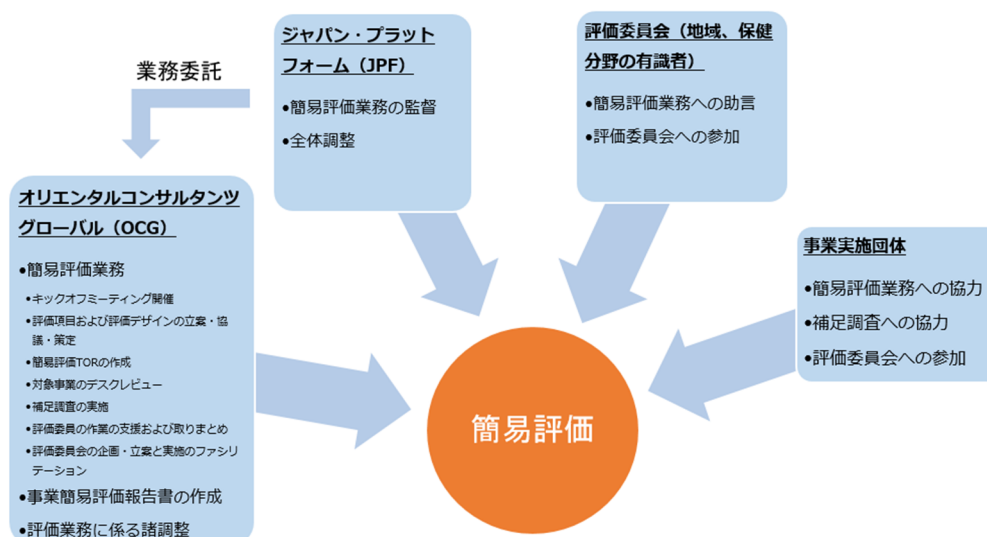 業務委託
ジャパン・プラット
フォーム（JPF）
•簡易評価業務の監督
•全体調整
評価委員会（地域、保健
分野の有識者）
•簡易評価業務への助言
•評価委員会への参加
オリエンタルコンサルタンツ
グローバル（OCG）
•簡易評価業務
•キックオフミーティング開催
•評価項目および評価デザインの立案・協
議・策定
•簡易評価TORの作成
•対象事業のデスクレビュー
•補足調査の実施
•評価委員の作業の支援および取りまとめ
•評価委員会の企画・立案と実施のファシリ
テーション
•事業簡易評価報告書の作成
•評価業務に係る諸調整
事業実施団体
•簡易評価業務への協力
•補足調査への協力
•評価委員会への参加
簡易評価